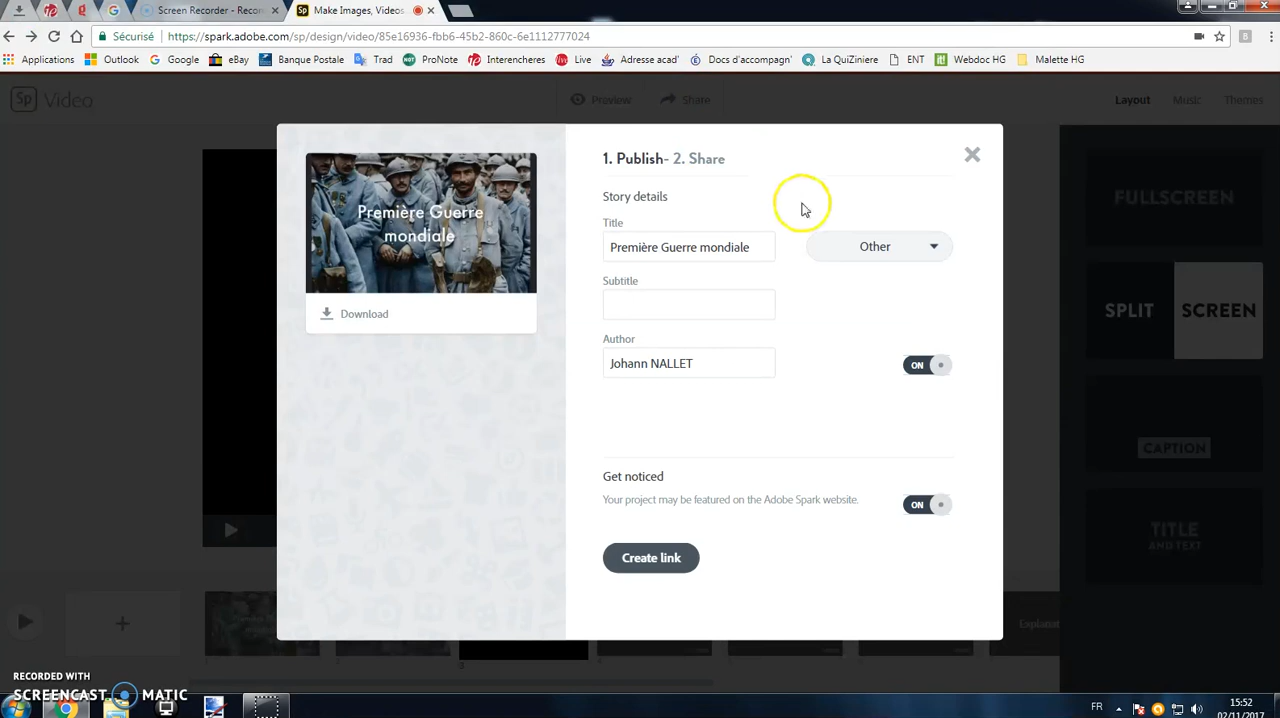 Screen Recorder - Recor
Make Images, Videos
Sécurisé
https://spark.adobe.com/sp/design/video/85e16936-fbb6-45b2-860c-6e1112777024
Applications
Outlook
Google
eBay
Banque Postale
Trad
ProNote
Interencieres
Live
Adresse acad'
Docs d'accompagn'
La QuiZiniere
ENT
Webdoc HG
Malette HG
Sp Video
Preview
Share
Layout
Music
Themes
1. Publish- 2. Share
Story details
Title
Première Guerre mondiale
Other
Subtitle
Author
Johann NALLET
ON
Get noticed
Your project may be featured on the Adobe Spark website.
ON
Create link
Première Guerre
mondiale
Download
FULLSCREEN
SPLIT SCREEN
CAPTION
TITLE
AND TEXT
+
3
RECORDED WITH
SCREENCAST MATIC
FR
15:52
02/11/2017